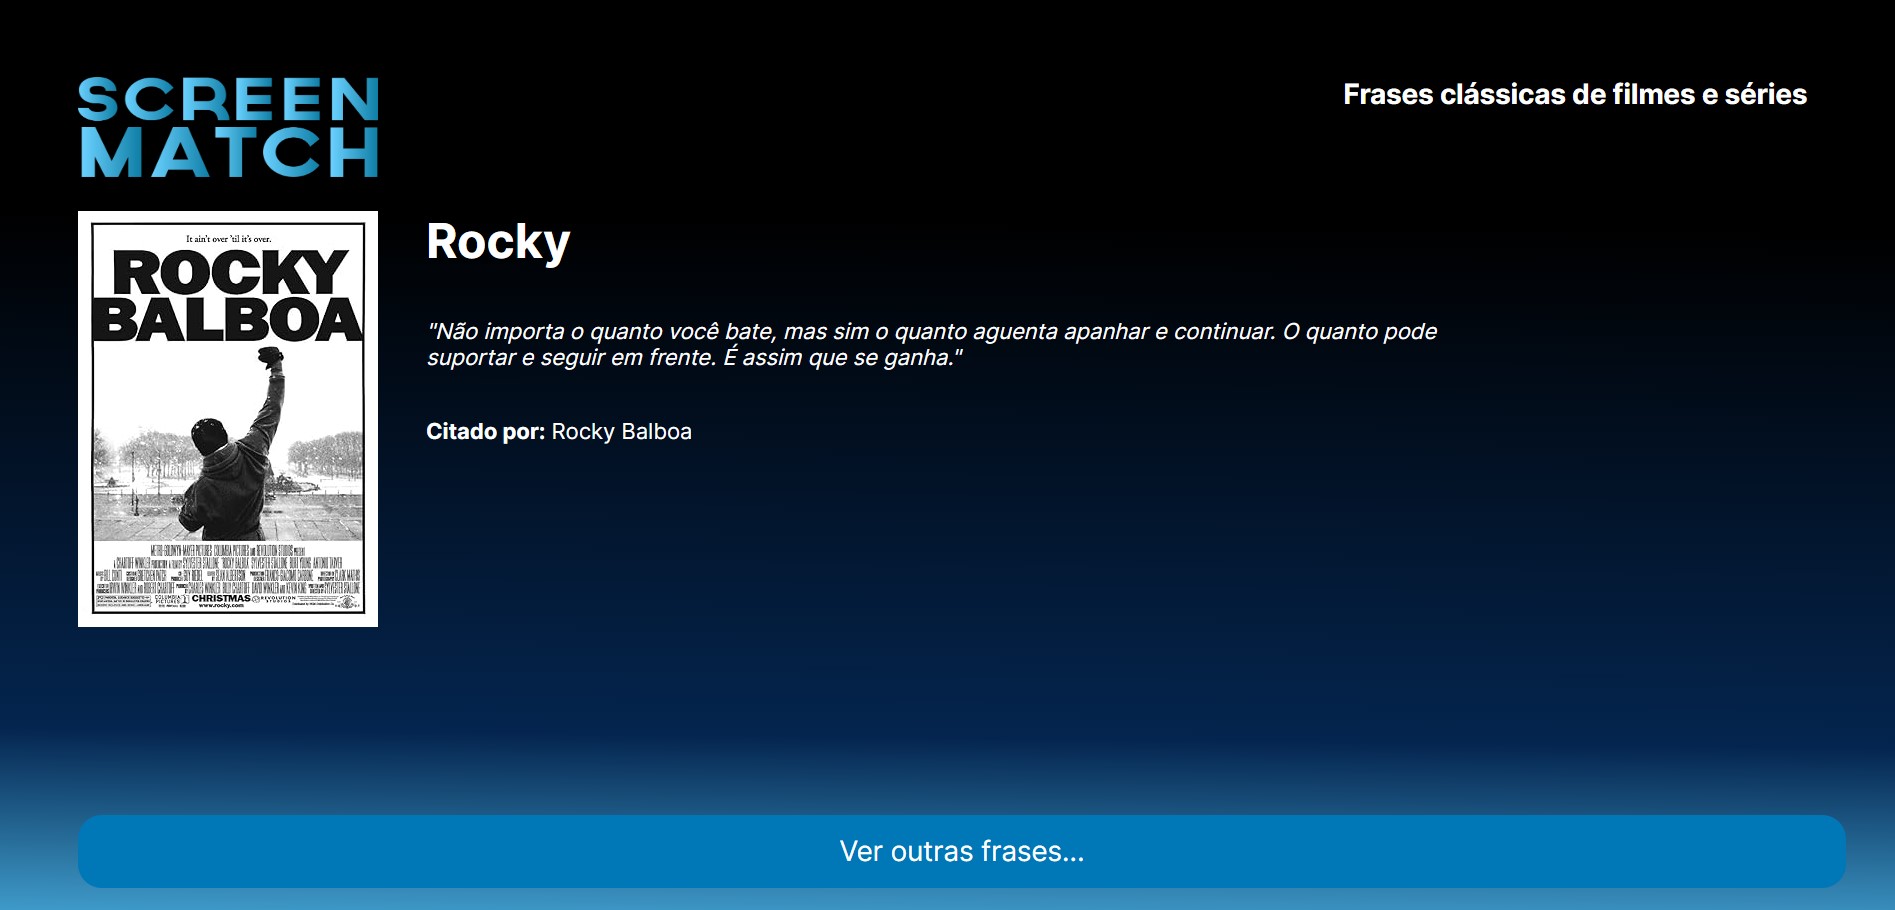 SCREEN
MATCH
Frases clássicas de filmes e séries
It ain't over 'til it's over.
ROCKY
BALBOA
CHRISTMAS
www.rocky.com
Rocky
"Não importa o quanto você bate, mas sim o quanto aguenta apanhar e continuar. O quanto pode
suportar e seguir em frente. É assim que se ganha."
Citado por: Rocky Balboa
Ver outras frases...